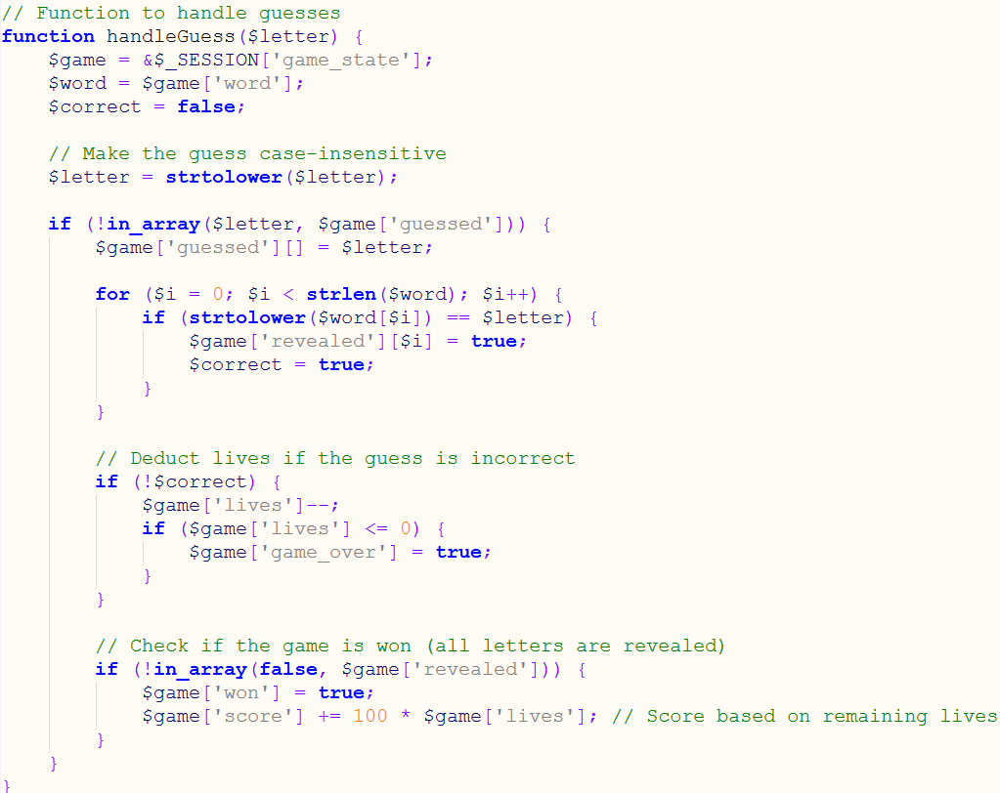 // Function to handle guesses
function handleGuess($letter) {
    $game = &$_SESSION['game_state'];
    $word = $game['word'];
    $correct = false;

    // Make the guess case-insensitive
    $letter = strtolower($letter);

    if (!in_array($letter, $game['guessed'])) {
        $game['guessed'][] = $letter;

        for ($i = 0; $i < strlen($word); $i++) {
            if (strtolower($word[$i]) == $letter) {
                $game['revealed'][$i] = true;
                $correct = true;
            }
        }

        // Deduct lives if the guess is incorrect
        if (!$correct) {
            $game['lives']--;
            if ($game['lives'] <= 0) {
                $game['game_over'] = true;
            }
        }

        // Check if the game is won (all letters are revealed)
        if (!in_array(false, $game['revealed'])) {
            $game['won'] = true;
            $game['score'] += 100 * $game['lives']; // Score based on remaining lives
        }
    }
}